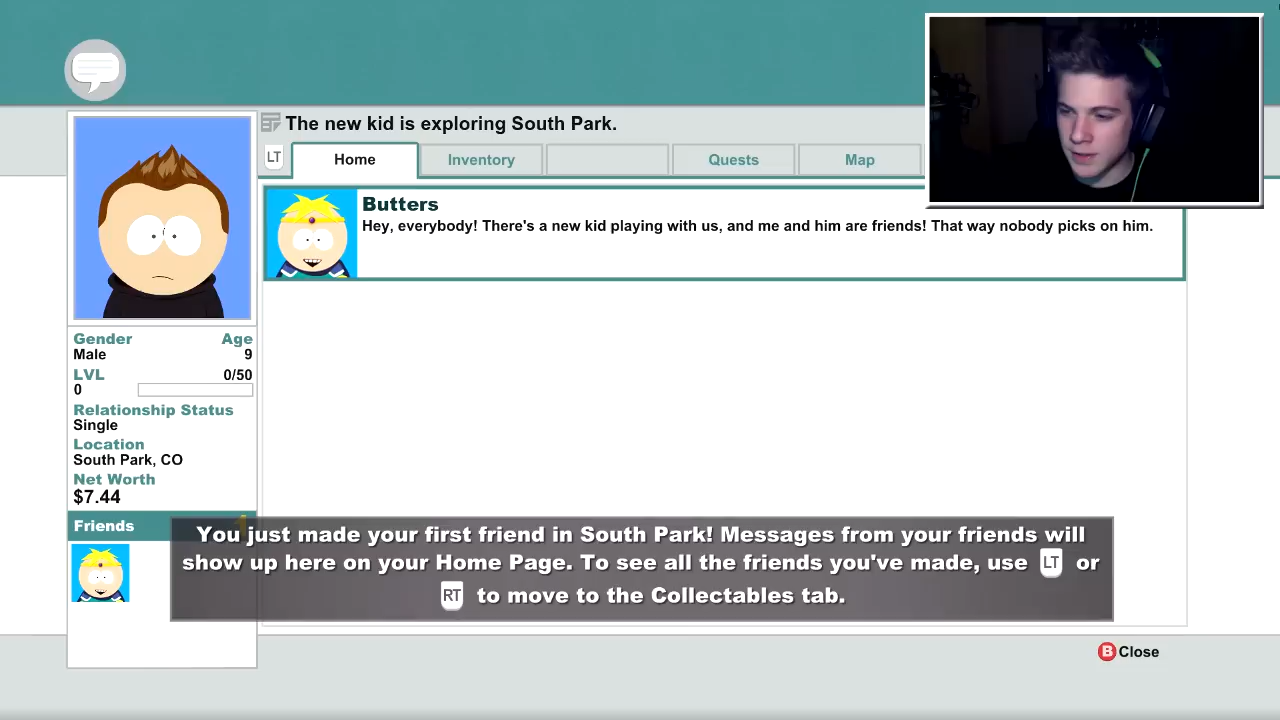 The new kid is exploring South Park.
LT
Home
Inventory
Quests
Map
Butters
Hey, everybody! There's a new kid playing with us, and me and him are friends! That way nobody picks on him.
Gender Age
Male 9
LVL 0/50
0
Relationship Status
Single
Location
South Park, CO
Net Worth
$7.44
Friends 1
You just made your first friend in South Park! Messages from your friends will
show up here on your Home Page. To see all the friends you've made, use LT or
RT to move to the Collectables tab.
B Close